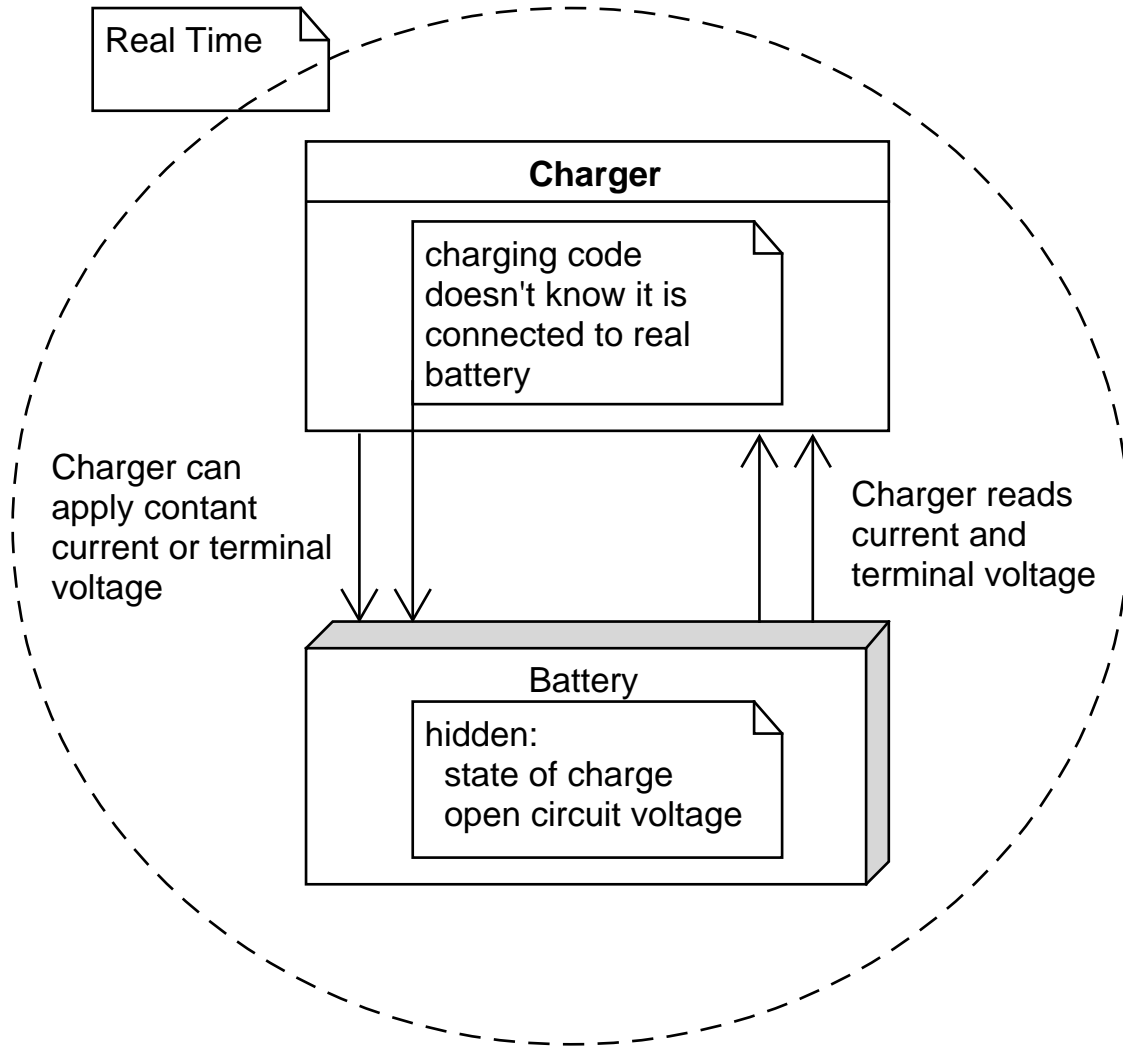 Real Time
Charger
charging code
doesn't know it is
connected to real
battery
Charger can
apply contant
current or terminal
voltage
Charger reads
current and
terminal voltage
Battery
hidden:
state of charge
open circuit voltage